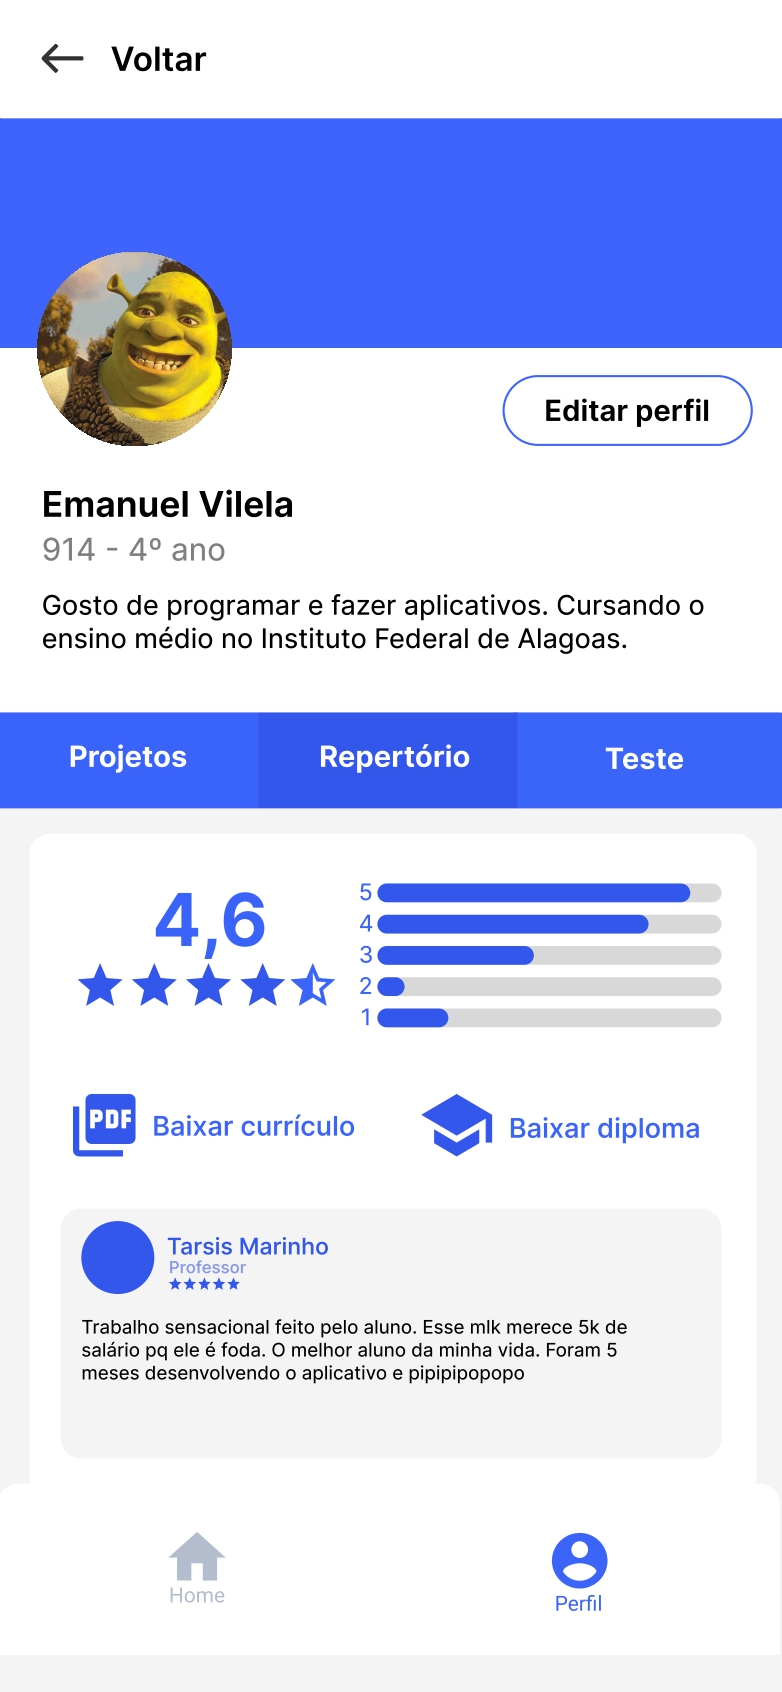 Voltar
Editar perfil
Emanuel Vilela
914 - 4º ano
Gosto de programar e fazer aplicativos. Cursando o
ensino médio no Instituto Federal de Alagoas.
Projetos
Repertório
Teste
4,6
5
4
3
2
1
PDF
Baixar currículo
Baixar diploma
Tarsis Marinho
Professor
Trabalho sensacional feito pelo aluno. Esse mlk merece 5k de
salário pq ele é foda. O melhor aluno da minha vida. Foram 5
meses desenvolvendo o aplicativo e pipipipopopo
Home
Perfil